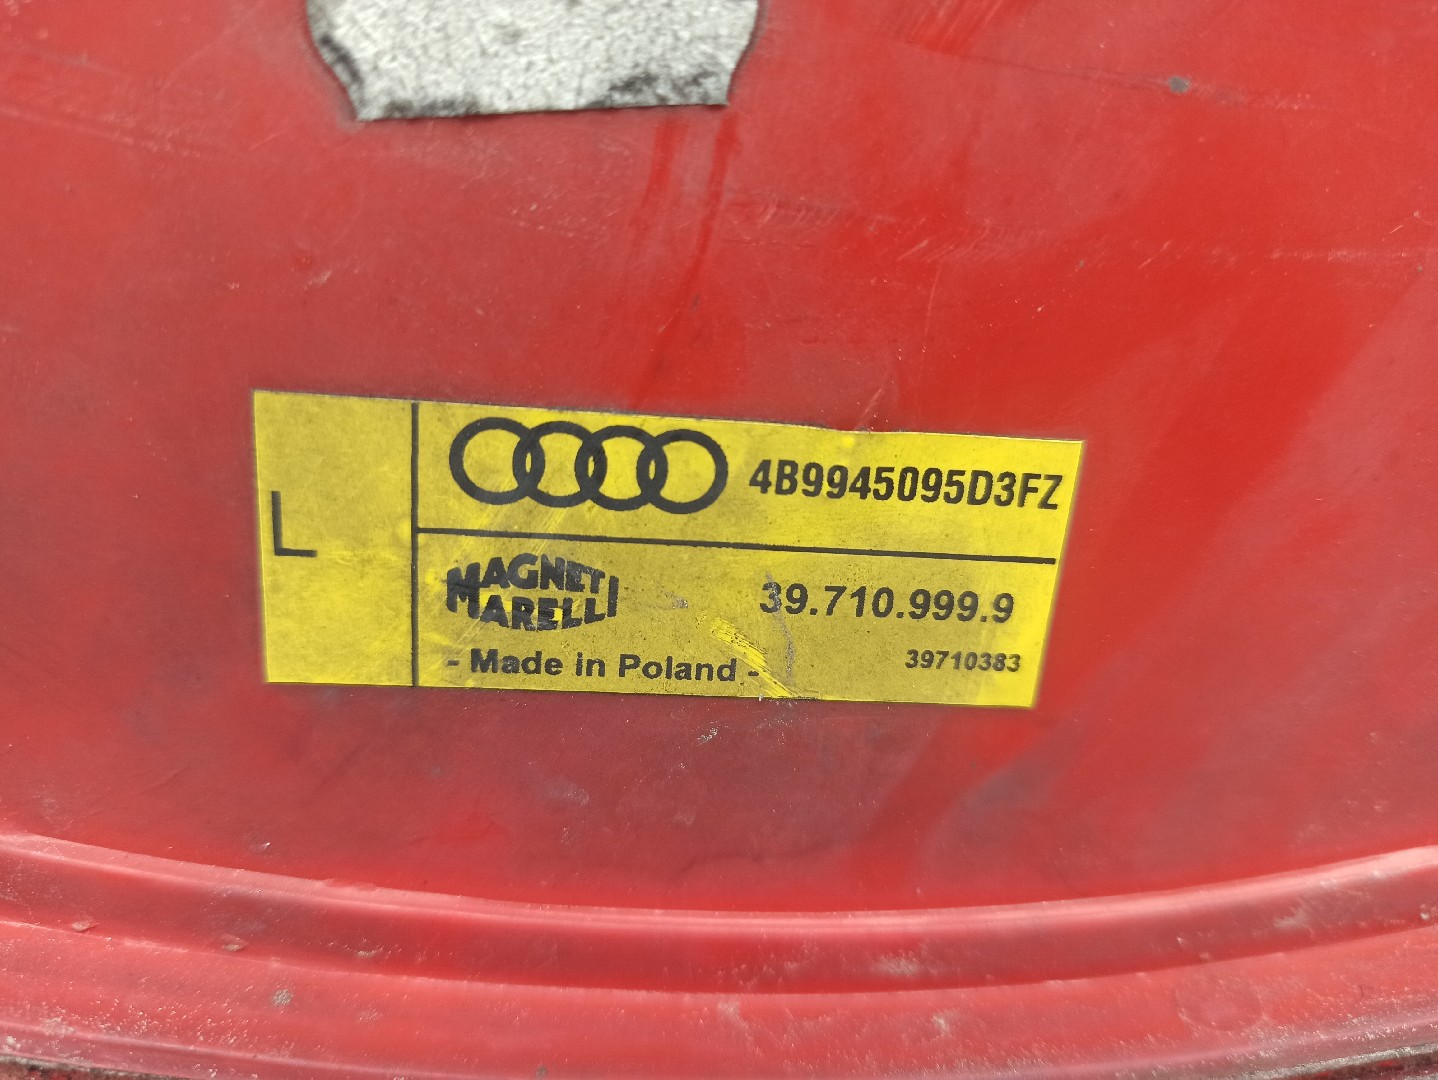 L
4B9945095D3FZ
MAGNETI
MARELLI
39.710.999.9
- Made in Poland -
39710383